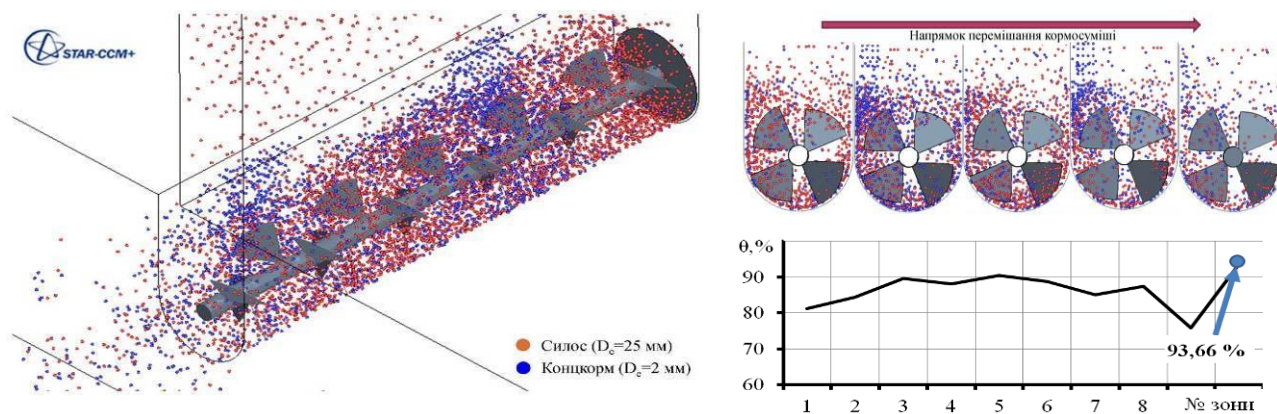 STAR-CCM+
Силос (Dₑ=25 мм)
Концкорм (Dₑ=2 мм)
Напрямок перемішання кормосуміші
θ,%
90
80
70
60
93,66 %
1 2 3 4 5 6 7 8 № зони